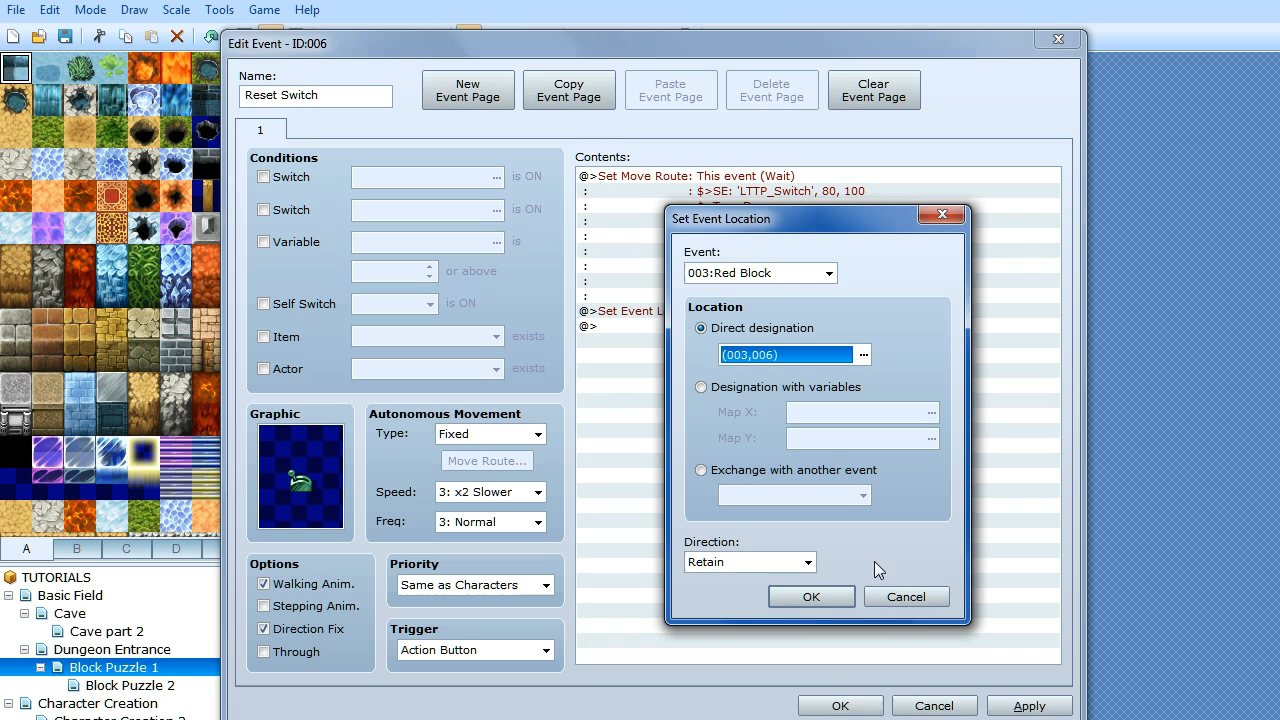 File Edit Mode Draw Scale Tools Game Help
Edit Event - ID:006
Name:
Reset Switch
New Event Page
Copy Event Page
Paste Event Page
Delete Event Page
Clear Event Page
1
Conditions
Switch ... is ON
Switch ... is ON
Variable ... is
or above
Self Switch is ON
Item exists
Actor exists
Graphic
Autonomous Movement
Type: Fixed
Move Route...
Speed: 3: x2 Slower
Freq: 3: Normal
Options
Walking Anim.
Stepping Anim.
Direction Fix
Through
Priority
Same as Characters
Trigger
Action Button
Contents:
@>Set Move Route: This event (Wait)
: : $>SE: 'LTTP_Switch', 80, 100
:
:
:
:
:
:
:
@>Set Event L
@>
Set Event Location
Event:
003:Red Block
Location
Direct designation
(003,006) ...
Designation with variables
Map X: ...
Map Y: ...
Exchange with another event
Direction:
Retain
OK Cancel
OK Cancel Apply
A B C D
TUTORIALS
Basic Field
Cave
Cave part 2
Dungeon Entrance
Block Puzzle 1
Block Puzzle 2
Character Creation
Character Creation 2